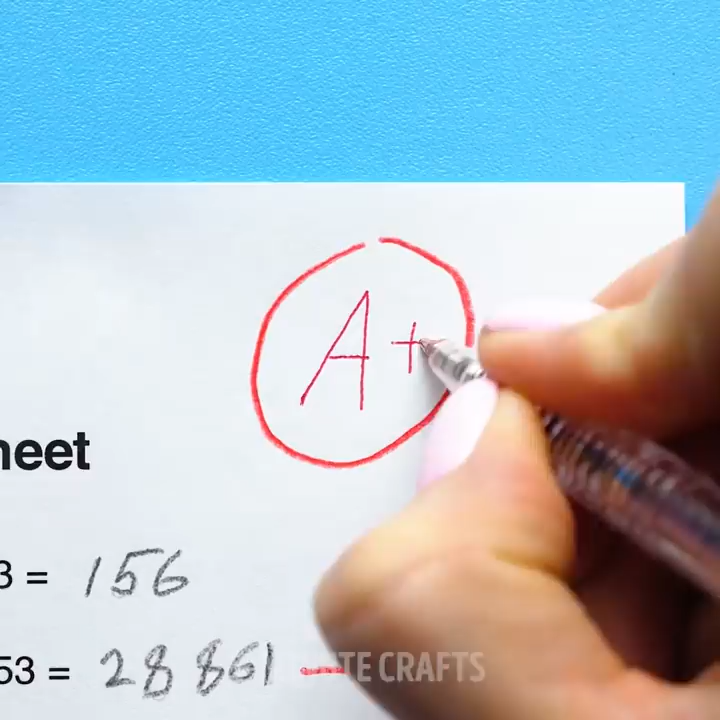 A+
heet
3 = 156
53 = 28861
TE CRAFTS